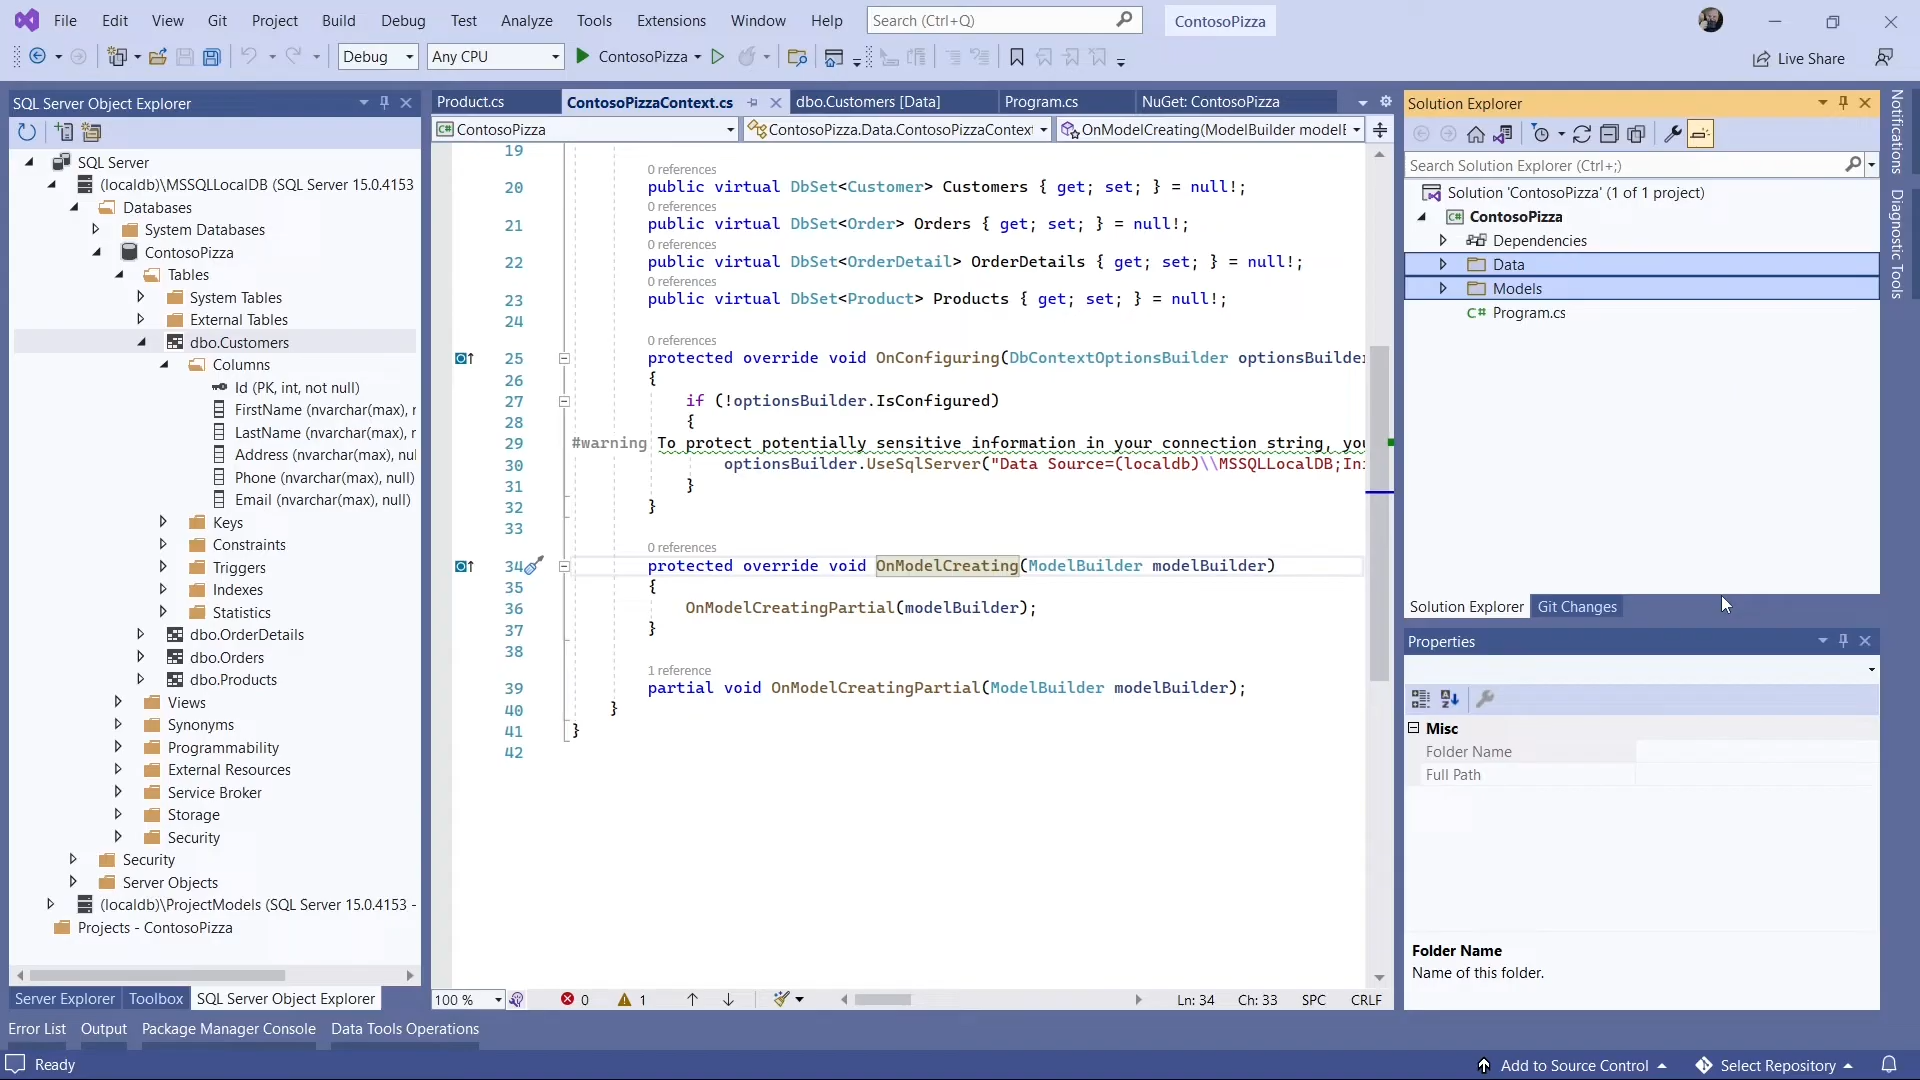 File Edit View Git Project Build Debug Test Analyze Tools Extensions Window Help Search (Ctrl+Q) ContosoPizza
Debug Any CPU ContosoPizza Live Share
SQL Server Object Explorer
SQL Server
(localdb)\MSSQLLocalDB (SQL Server 15.0.4153
Databases
System Databases
ContosoPizza
Tables
System Tables
External Tables
dbo.Customers
Columns
Id (PK, int, not null)
FirstName (nvarchar(max), r
LastName (nvarchar(max), r
Address (nvarchar(max), nul
Phone (nvarchar(max), null)
Email (nvarchar(max), null)
Keys
Constraints
Triggers
Indexes
Statistics
dbo.OrderDetails
dbo.Orders
dbo.Products
Views
Synonyms
Programmability
External Resources
Service Broker
Storage
Security
Security
Server Objects
(localdb)\ProjectModels (SQL Server 15.0.4153 -
Projects - ContosoPizza
Server Explorer Toolbox SQL Server Object Explorer
Product.cs ContosoPizzaContext.cs dbo.Customers [Data] Program.cs NuGet: ContosoPizza
C# ContosoPizza ContosoPizza.Data.ContosoPizzaContext OnModelCreating(ModelBuilder modelB
19
0 references
20 public virtual DbSet<Customer> Customers { get; set; } = null!;
0 references
21 public virtual DbSet<Order> Orders { get; set; } = null!;
0 references
22 public virtual DbSet<OrderDetail> OrderDetails { get; set; } = null!;
0 references
23 public virtual DbSet<Product> Products { get; set; } = null!;
24
0 references
25 protected override void OnConfiguring(DbContextOptionsBuilder optionsBuilder
26 {
27 if (!optionsBuilder.IsConfigured)
28 {
29 #warning To protect potentially sensitive information in your connection string, you
30 optionsBuilder.UseSqlServer("Data Source=(localdb)\\MSSQLLocalDB;Ini
31 }
32 }
33
0 references
34 protected override void OnModelCreating(ModelBuilder modelBuilder)
35 {
36 OnModelCreatingPartial(modelBuilder);
37 }
38
1 reference
39 partial void OnModelCreatingPartial(ModelBuilder modelBuilder);
40 }
41 }
42
100 % 0 1 Ln: 34 Ch: 33 SPC CRLF
Solution Explorer
Search Solution Explorer (Ctrl+;)
Solution 'ContosoPizza' (1 of 1 project)
C# ContosoPizza
Dependencies
Data
Models
C# Program.cs
Solution Explorer Git Changes
Properties
Misc
Folder Name
Full Path
Folder Name
Name of this folder.
Notifications
Diagnostic Tools
Error List Output Package Manager Console Data Tools Operations
Ready Add to Source Control Select Repository